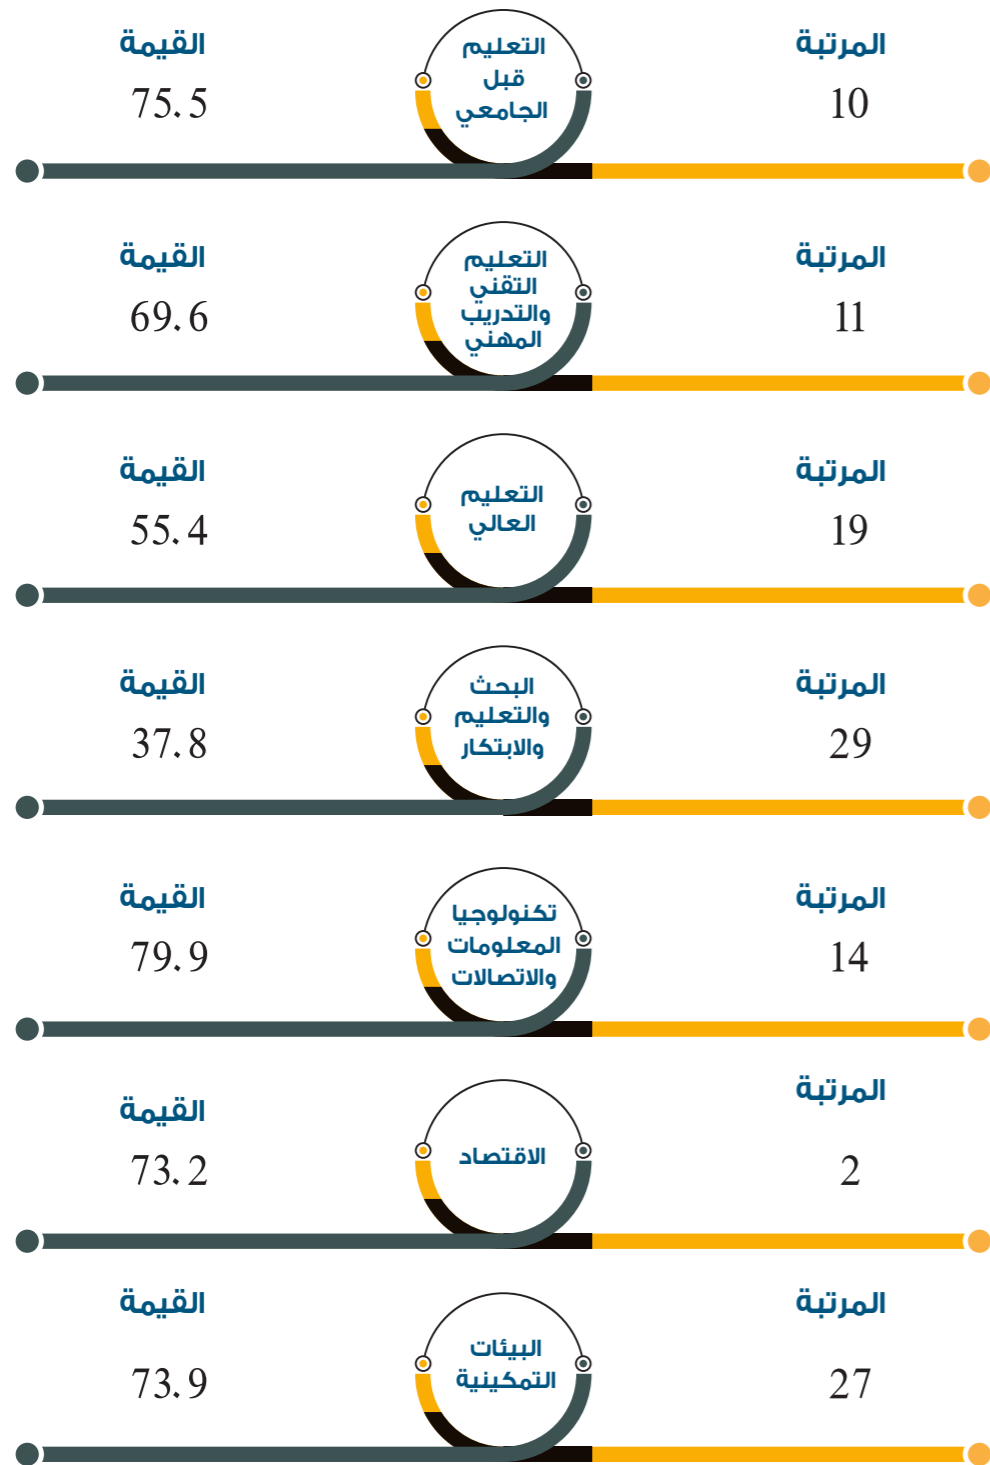 المرتبة
10
التعليم
قبل
الجامعي
القيمة
75.5
المرتبة
11
التعليم
التقني
والتدريب
المهني
القيمة
69.6
المرتبة
19
التعليم
العالي
القيمة
55.4
المرتبة
29
البحث
والتعليم
والابتكار
القيمة
37.8
المرتبة
14
تكنولوجيا
المعلومات
والاتصالات
القيمة
79.9
المرتبة
2
الاقتصاد
القيمة
73.2
المرتبة
27
البيئات
التمكينية
القيمة
73.9